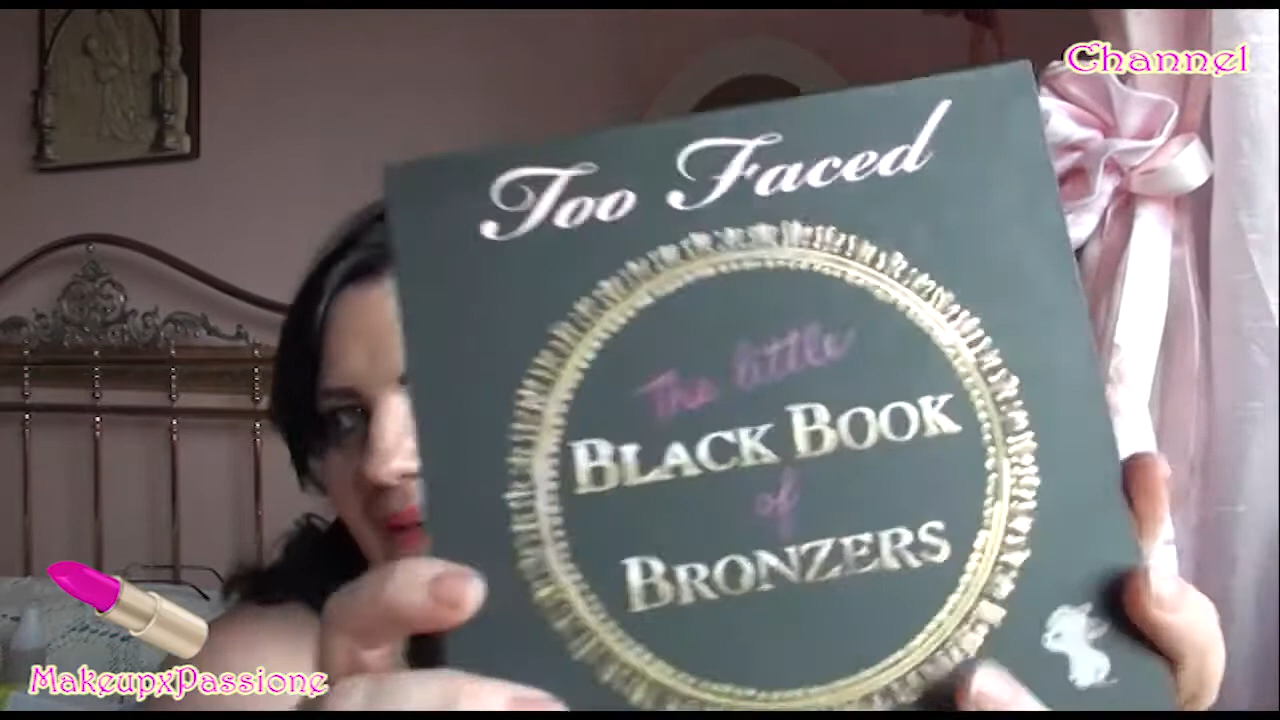 Channel
Too Faced
The little
BLACK BOOK
of
BRONZERS
MakeupxPassione